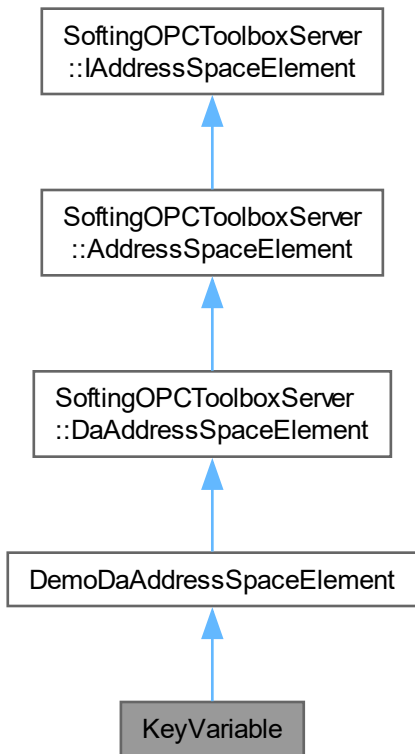 SoftingOPCToolboxServer
::IAddressSpaceElement
SoftingOPCToolboxServer
::AddressSpaceElement
SoftingOPCToolboxServer
::DaAddressSpaceElement
DemoDaAddressSpaceElement
KeyVariable